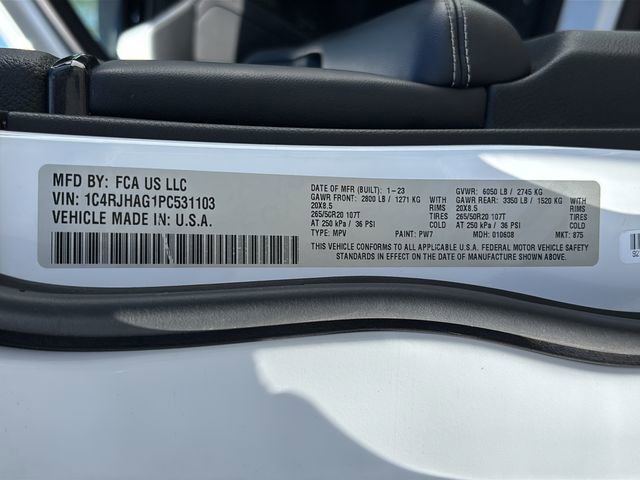 MFD BY: FCA US LLC
VIN: 1C4RJHAG1PC531103
VEHICLE MADE IN U.S.A.
DATE OF MFR (BUILT): 1-23 GVWR: 6050 LB / 2745 KG
GAWR FRONT: 2800 LB / 1271 KG WITH GAWR REAR: 3350 LB / 1520 KG WITH
20X8.5 RIMS 20X8.5 RIMS
265/50R20 107T TIRES 265/50R20 107T TIRES
AT 250 kPa / 36 PSI COLD AT 250 kPa / 36 PSI COLD
TYPE: MPV PAINT: PW7 MDH: 010608 MKT: 875
THIS VEHICLE CONFORMS TO ALL APPLICABLE U.S.A. FEDERAL MOTOR VEHICLE SAFETY
STANDARDS IN EFFECT ON THE DATE OF MANUFACTURE SHOWN ABOVE.